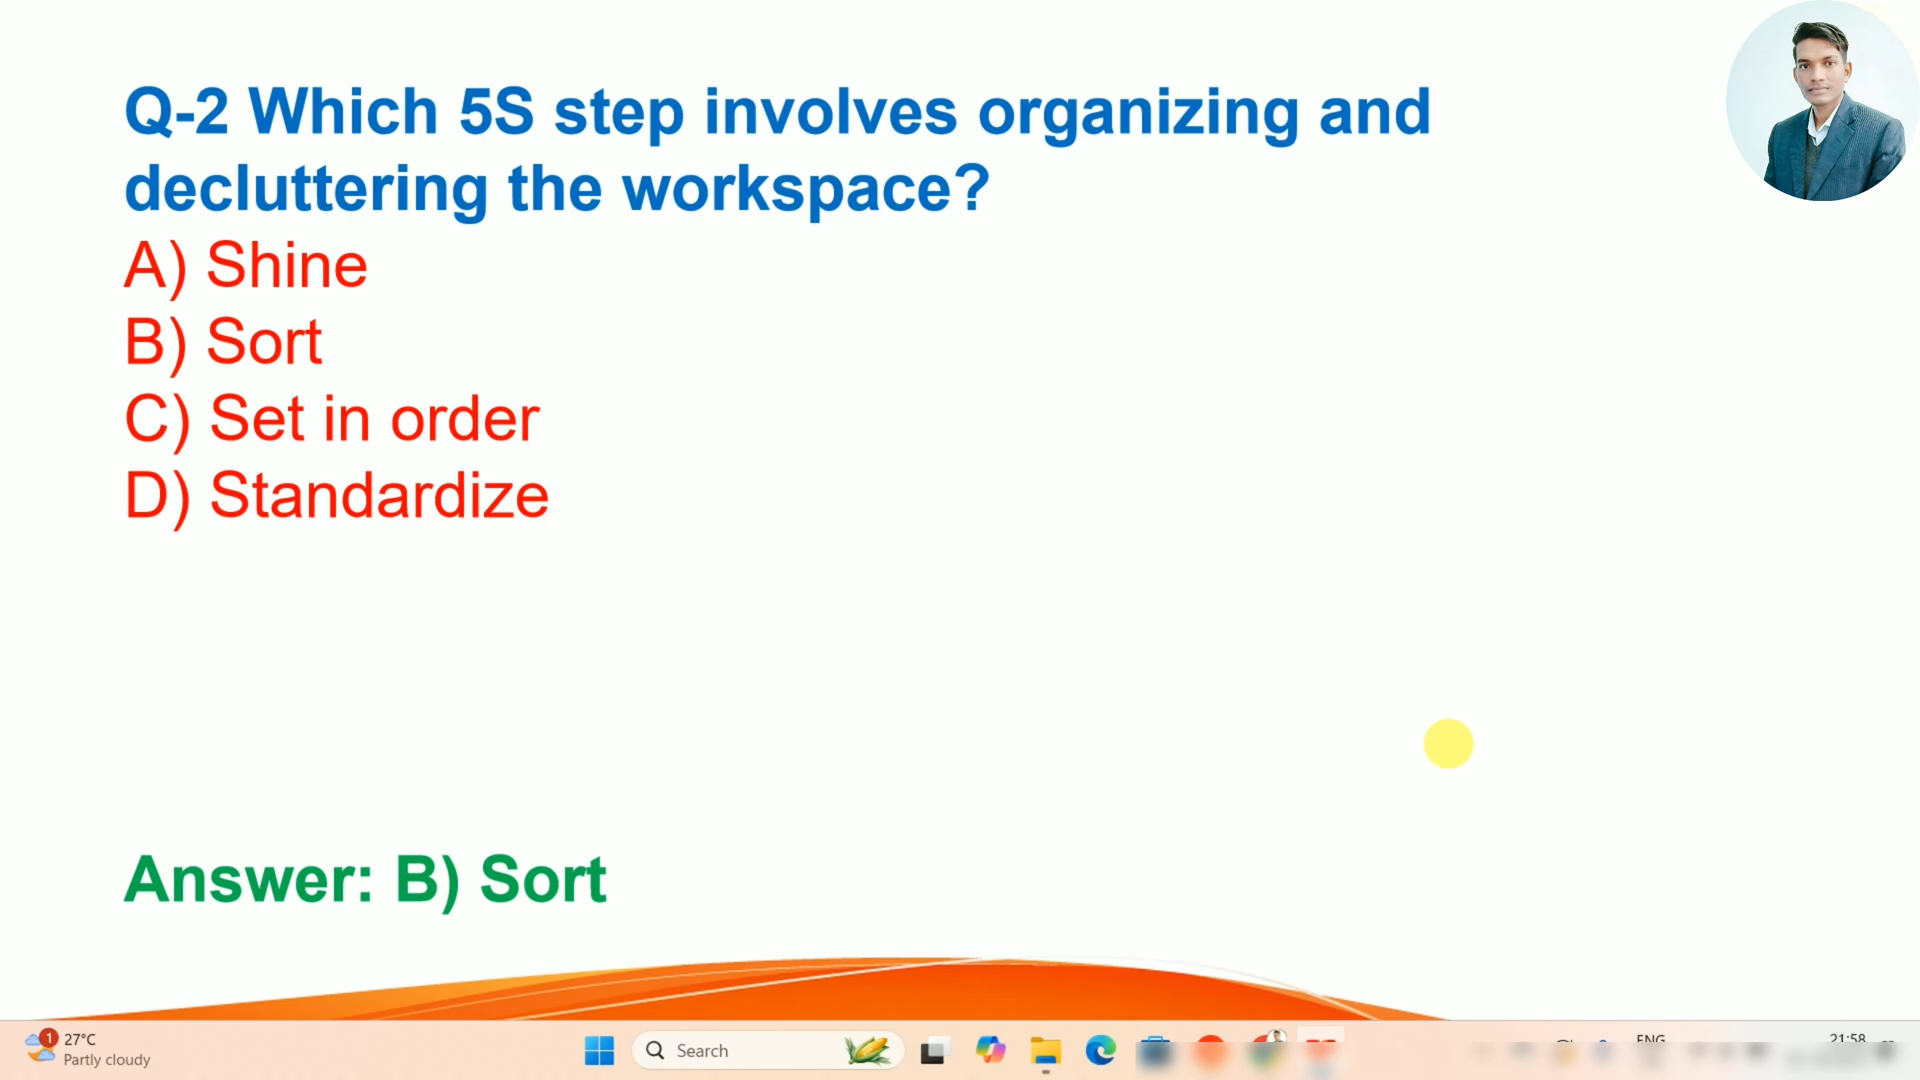 Q-2 Which 5S step involves organizing and
decluttering the workspace?
A) Shine
B) Sort
C) Set in order
D) Standardize
Answer: B) Sort
1
27°C
Partly cloudy
Search
ENG
21:58